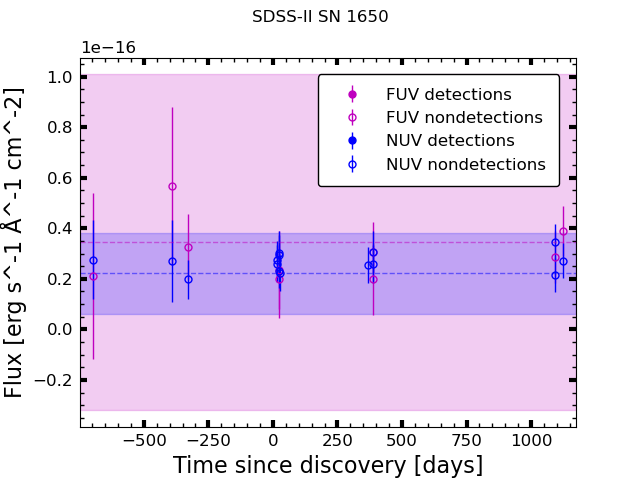 SDSS-II SN 1650
1e−16
1.0
0.8
0.6
0.4
0.2
0.0
−0.2
Flux [erg s^-1 Å^-1 cm^-2]
FUV detections
FUV nondetections
NUV detections
NUV nondetections
−500 −250 0 250 500 750 1000
Time since discovery [days]